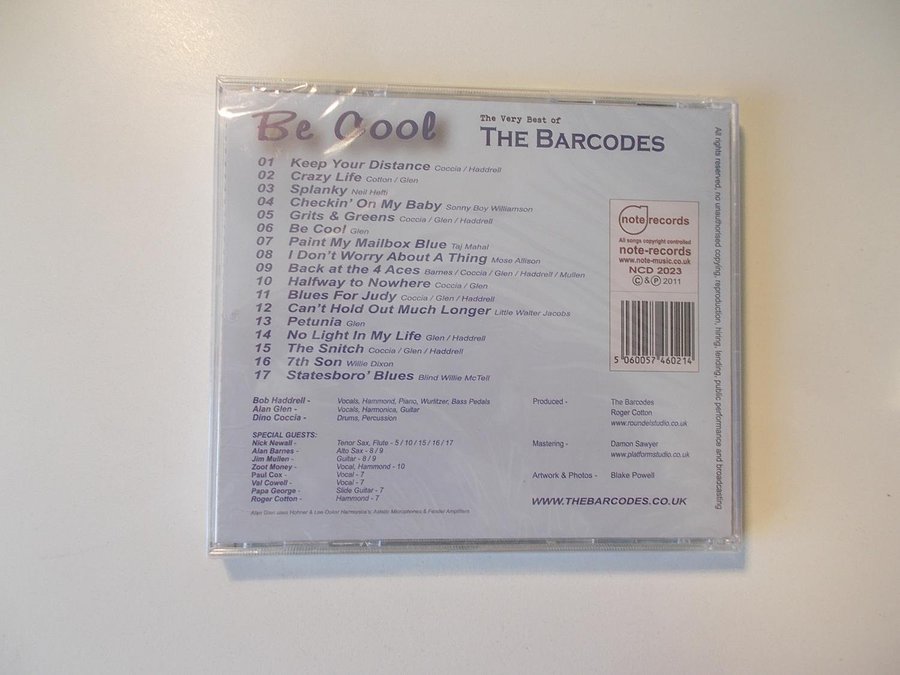 Be Cool
The Very Best of
THE BARCODES
01 Keep Your Distance Coccia / Haddrell
02 Crazy Life Cotton / Glen
03 Splanky Neil Hefti
04 Checkin' On My Baby Sonny Boy Williamson
05 Grits & Greens Coccia / Glen / Haddrell
06 Be Cool Glen
07 Paint My Mailbox Blue Taj Mahal
08 I Don't Worry About A Thing Mose Allison
09 Back at the 4 Aces Barnes / Coccia / Glen / Haddrell / Mullen
10 Halfway to Nowhere Coccia / Glen
11 Blues For Judy Coccia / Glen / Haddrell
12 Can't Hold Out Much Longer Little Walter Jacobs
13 Petunia Glen
14 No Light In My Life Glen / Haddrell
15 The Snitch Coccia / Glen / Haddrell
16 7th Son Willie Dixon
17 Statesboro' Blues Blind Willie McTell
Bob Haddrell - Vocals, Hammond, Piano, Wurlitzer, Bass Pedals
Alan Glen - Vocals, Harmonica, Guitar
Dino Coccia - Drums, Percussion
SPECIAL GUESTS:
Nick Newall - Tenor Sax, Flute - 5 / 10 / 15 / 16 / 17
Alan Barnes - Alto Sax - 8 / 9
Jim Mullen - Guitar - 8 / 9
Zoot Money - Vocal, Hammond - 10
Paul Cox - Vocal - 7
Val Cowell - Vocal - 7
Papa George - Slide Guitar - 7
Roger Cotton - Hammond - 7
Alan Glen uses Hohner & Lee Oskar Harmonica's; Astatic Microphones & Fender Amplifiers
note records
All songs copyright controlled
note-records
www.note-music.co.uk
NCD 2023
© & ℗ 2011
5 060057 460214
Produced - The Barcodes
Roger Cotton
www.roundelstudio.co.uk
Mastering - Damon Sawyer
www.platformstudio.co.uk
Artwork & Photos - Blake Powell
WWW.THEBARCODES.CO.UK
All rights reserved, no unauthorised copying, reproduction, hiring, lending, public performance and broadcasting